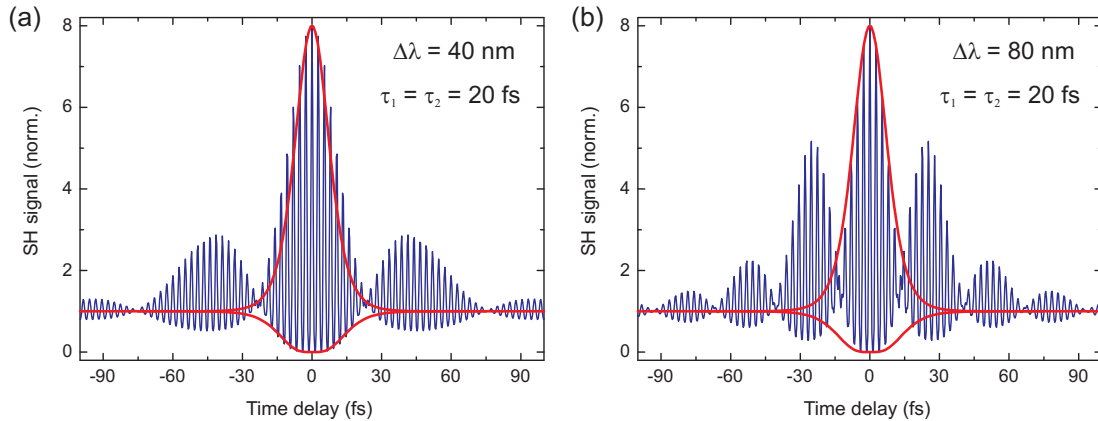 (a)
SH signal (norm.)
8
6
4
2
0
Δλ = 40 nm
τ₁ = τ₂ = 20 fs
-90 -60 -30 0 30 60 90
Time delay (fs)
(b)
SH signal (norm.)
8
6
4
2
0
Δλ = 80 nm
τ₁ = τ₂ = 20 fs
-90 -60 -30 0 30 60 90
Time delay (fs)